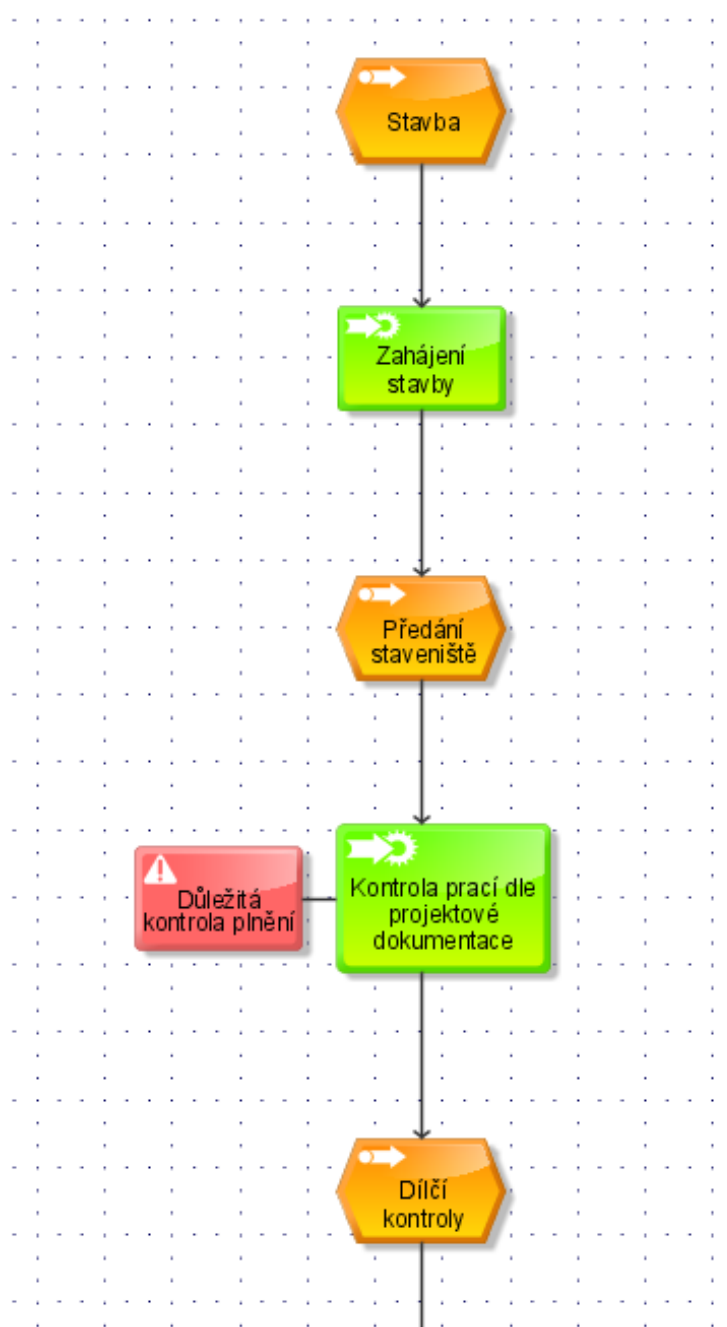 Stavba
Zahájení
stavby
Předání
staveniště
Důležitá
kontrola plnění
Kontrola prací dle
projektové
dokumentace
Dílčí
kontroly